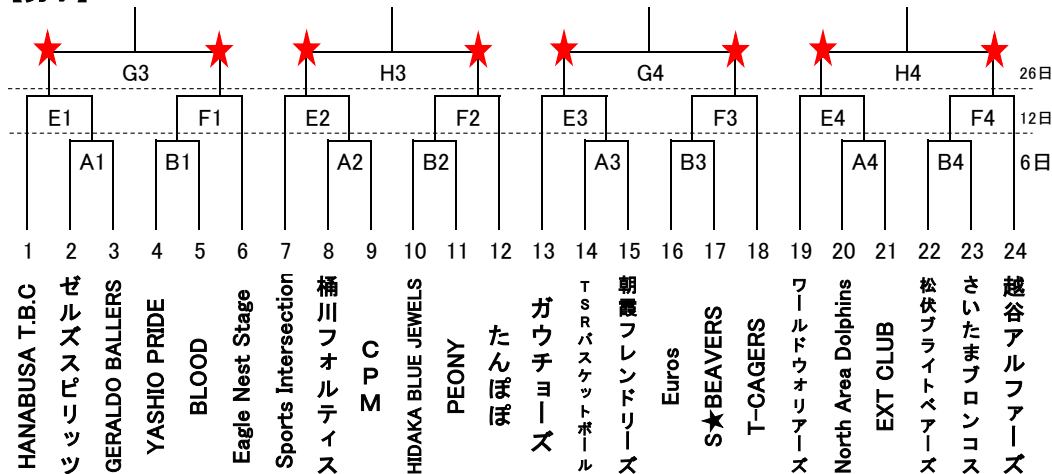 G3 H3 G4 H4 26日
E1 F1 E2 F2 E3 F3 E4 F4 12日
A1 B1 A2 B2 A3 B3 A4 B4 6日
1 2 3 4 5 6 7 8 9 10 11 12 13 14 15 16 17 18 19 20 21 22 23 24
HANABUSA T.B.C
ゼルズスピリッツ
GERALDO BALLERS
YASHIO PRIDE
BLOOD
Eagle Nest Stage
Sports Intersection
桶川フォルティス
CPM
HIDAKA BLUE JEWELS
PEONY
たんぽぽ
ガウチョーズ
TSRバスケットボール
朝霞フレンドリーズ
Euros
S★BEAVERS
T-CAGERS
ワールドウォリアーズ
North Area Dolphins
EXT CLUB
松伏ブライトベアーズ
さいたまブロンコス
越谷アルファーズ